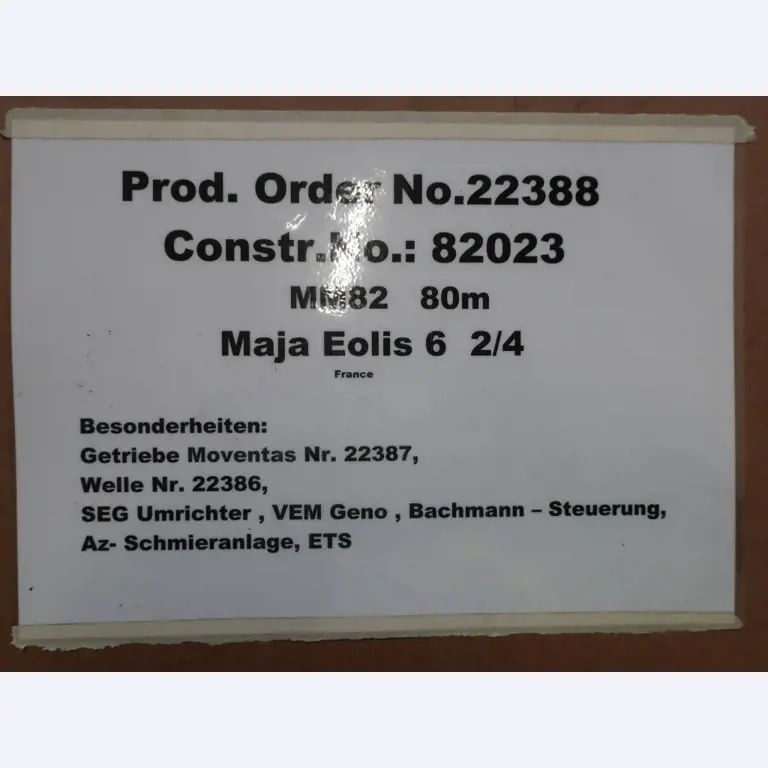 Prod. Order No.22388
Constr.No.: 82023
MM82 80m
Maja Eolis 6 2/4
France
Besonderheiten:
Getriebe Moventas Nr. 22387,
Welle Nr. 22386,
SEG Umrichter , VEM Geno , Bachmann – Steuerung,
Az- Schmieranlage, ETS